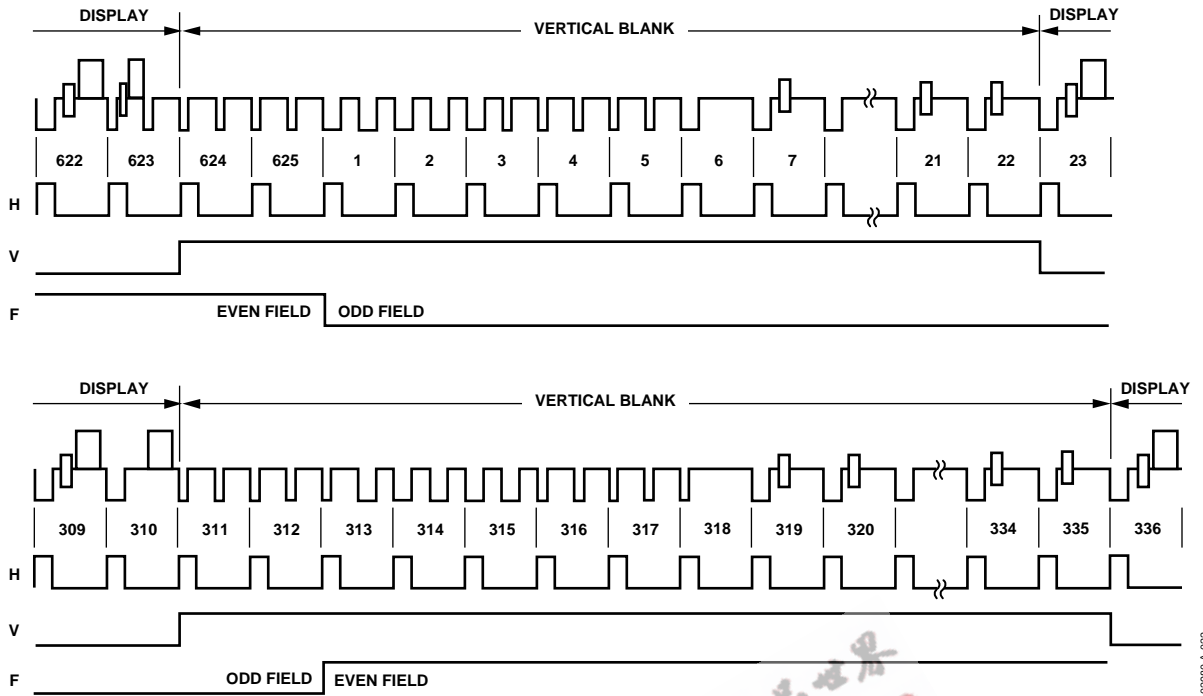 DISPLAY VERTICAL BLANK DISPLAY
622 623 624 625 1 2 3 4 5 6 7 21 22 23
H
V
F EVEN FIELD ODD FIELD
DISPLAY VERTICAL BLANK DISPLAY
309 310 311 312 313 314 315 316 317 318 319 320 334 335 336
H
V
F ODD FIELD EVEN FIELD